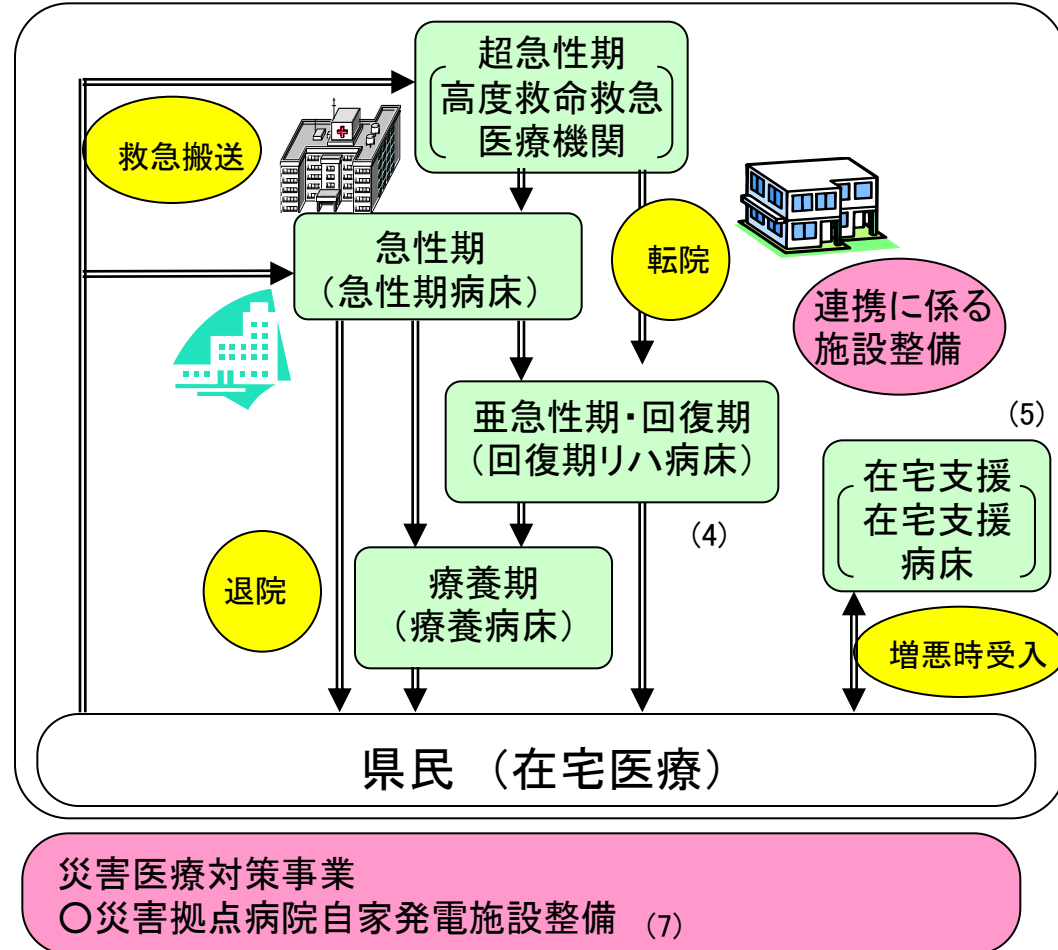 超急性期
高度救命救急
医療機関
救急搬送
急性期
（急性期病床）
転院
連携に係る
施設整備
亜急性期・回復期
（回復期リハ病床）
(5)
在宅支援
在宅支援
病床
(4)
退院
療養期
（療養病床）
増悪時受入
県民 （在宅医療）
災害医療対策事業
○災害拠点病院自家発電施設整備 (7)